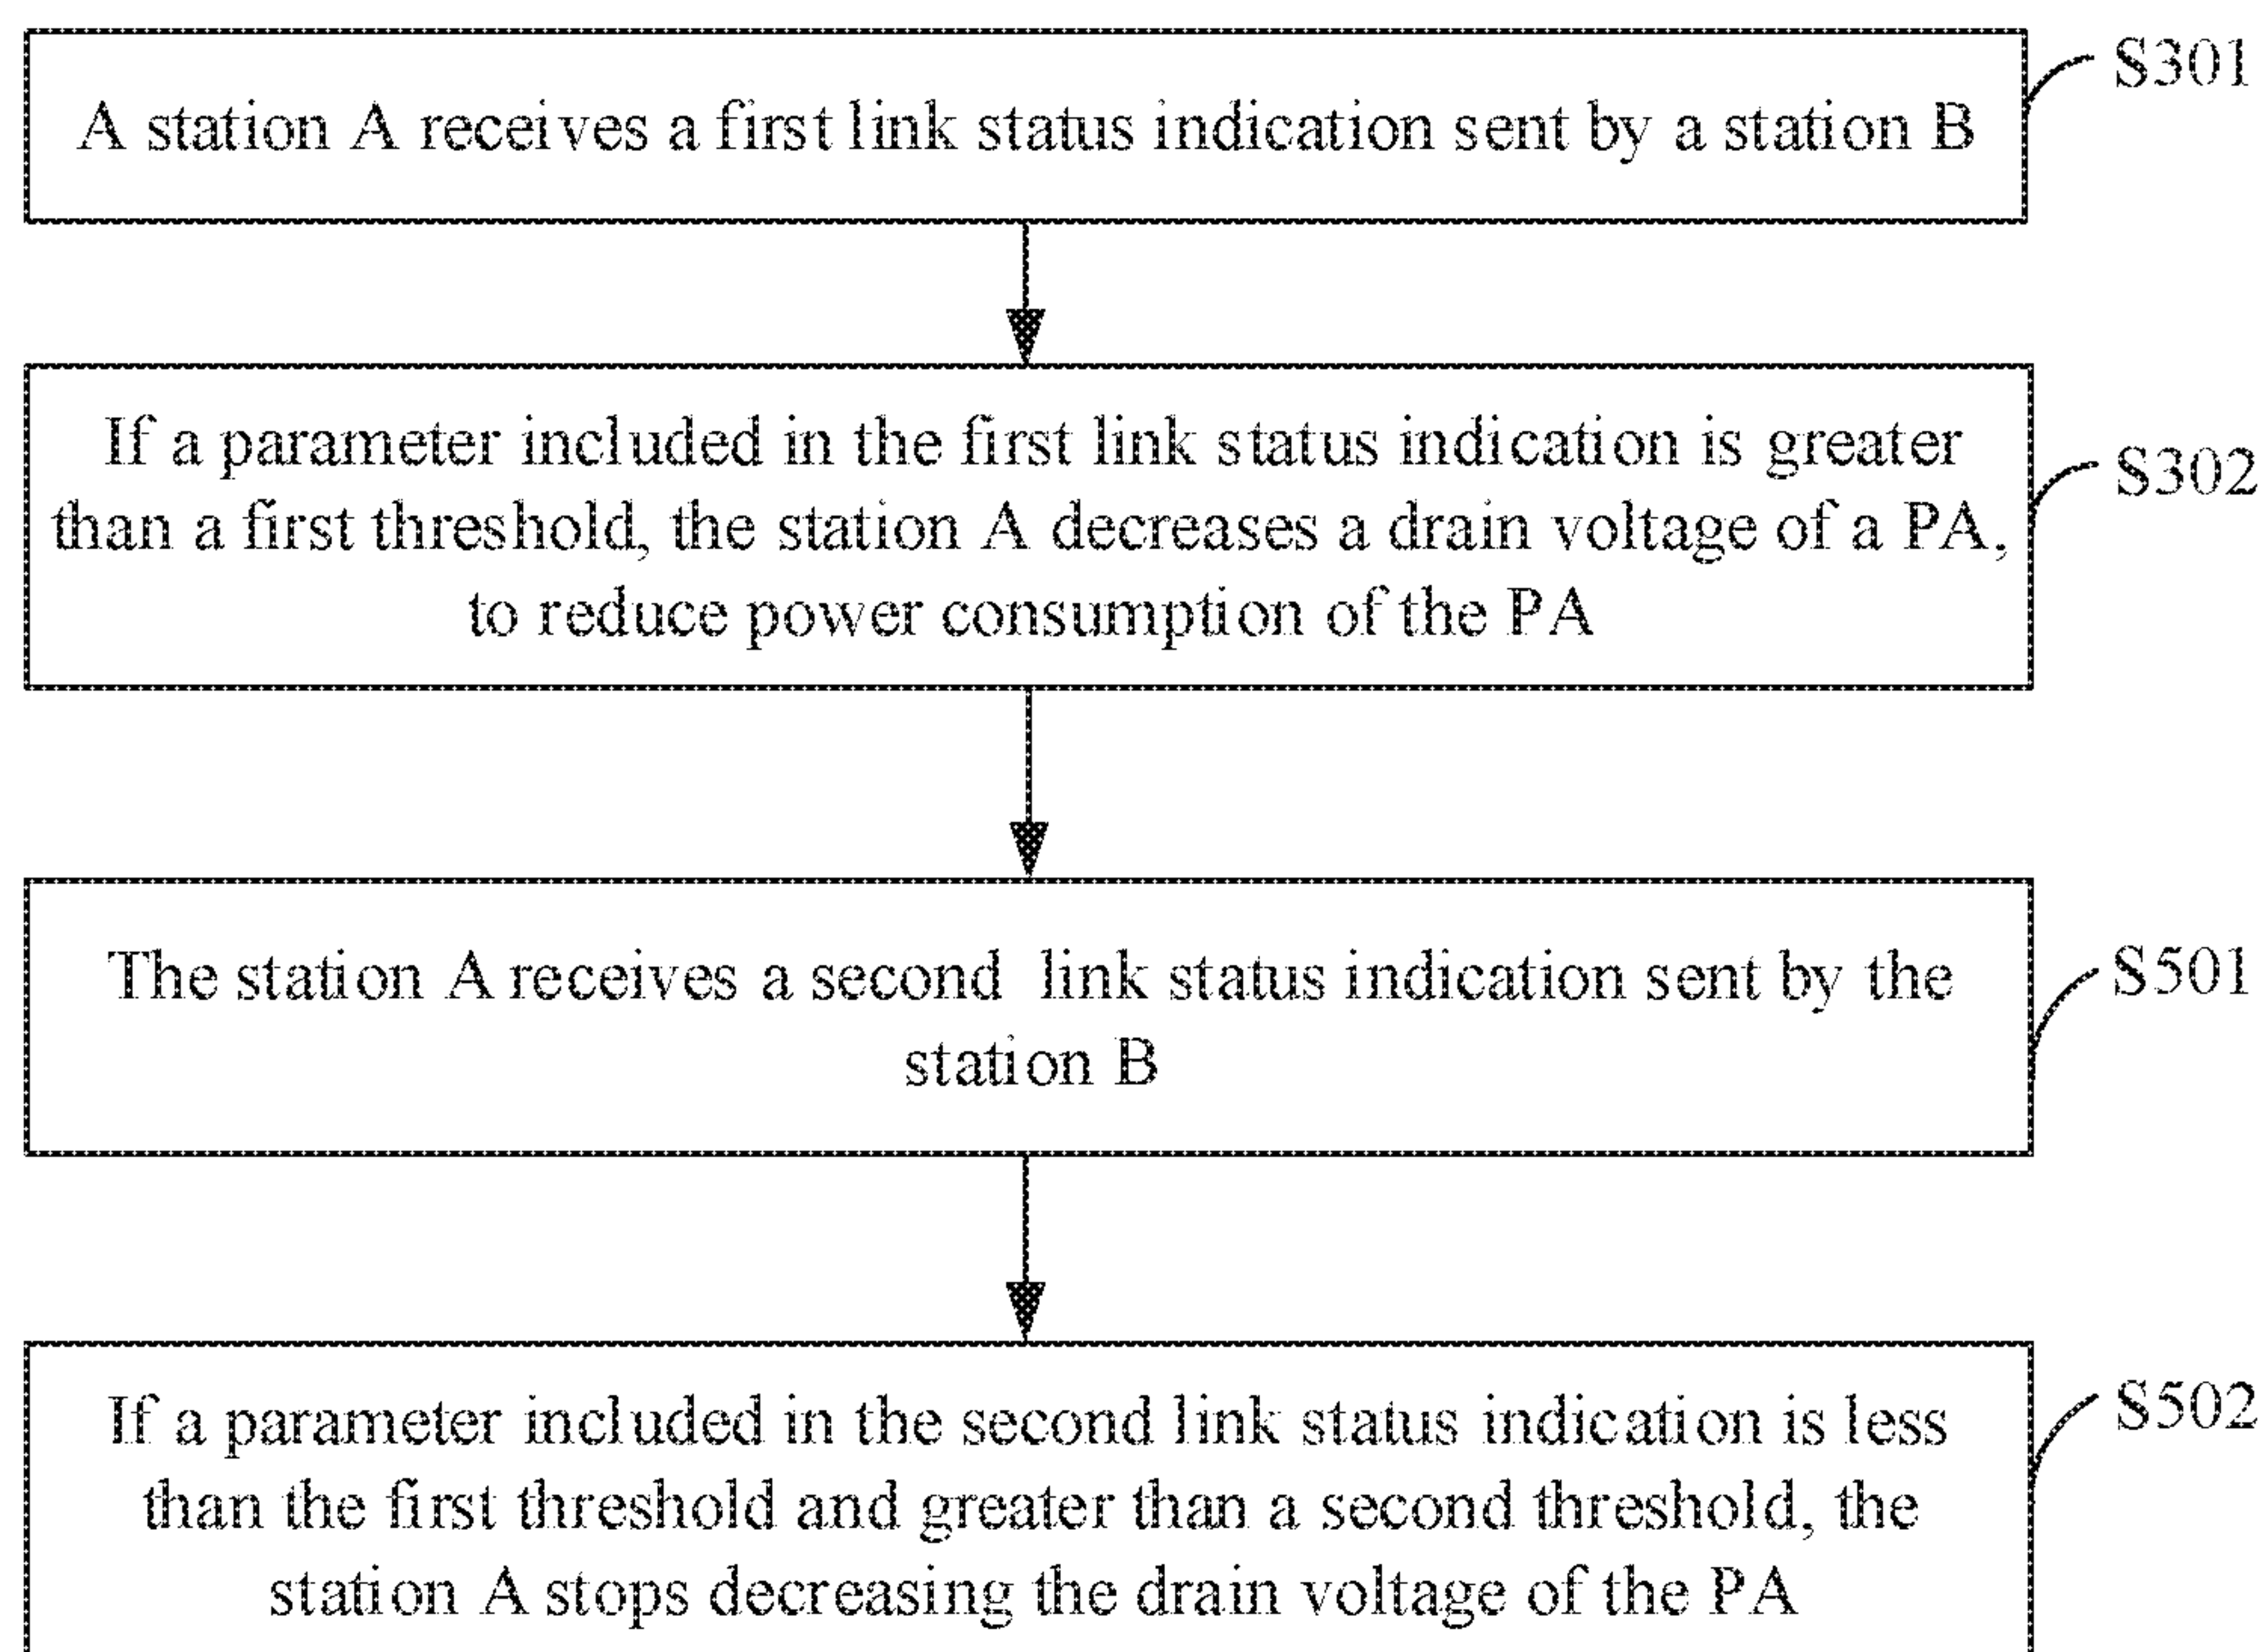 A station A receives a first link status indication sent by a station B
S301
If a parameter included in the first link status indication is greater
than a first threshold, the station A decreases a drain voltage of a PA,
to reduce power consumption of the PA
S302
The station A receives a second link status indication sent by the
station B
S501
If a parameter included in the second link status indication is less
than the first threshold and greater than a second threshold, the
station A stops decreasing the drain voltage of the PA
S502